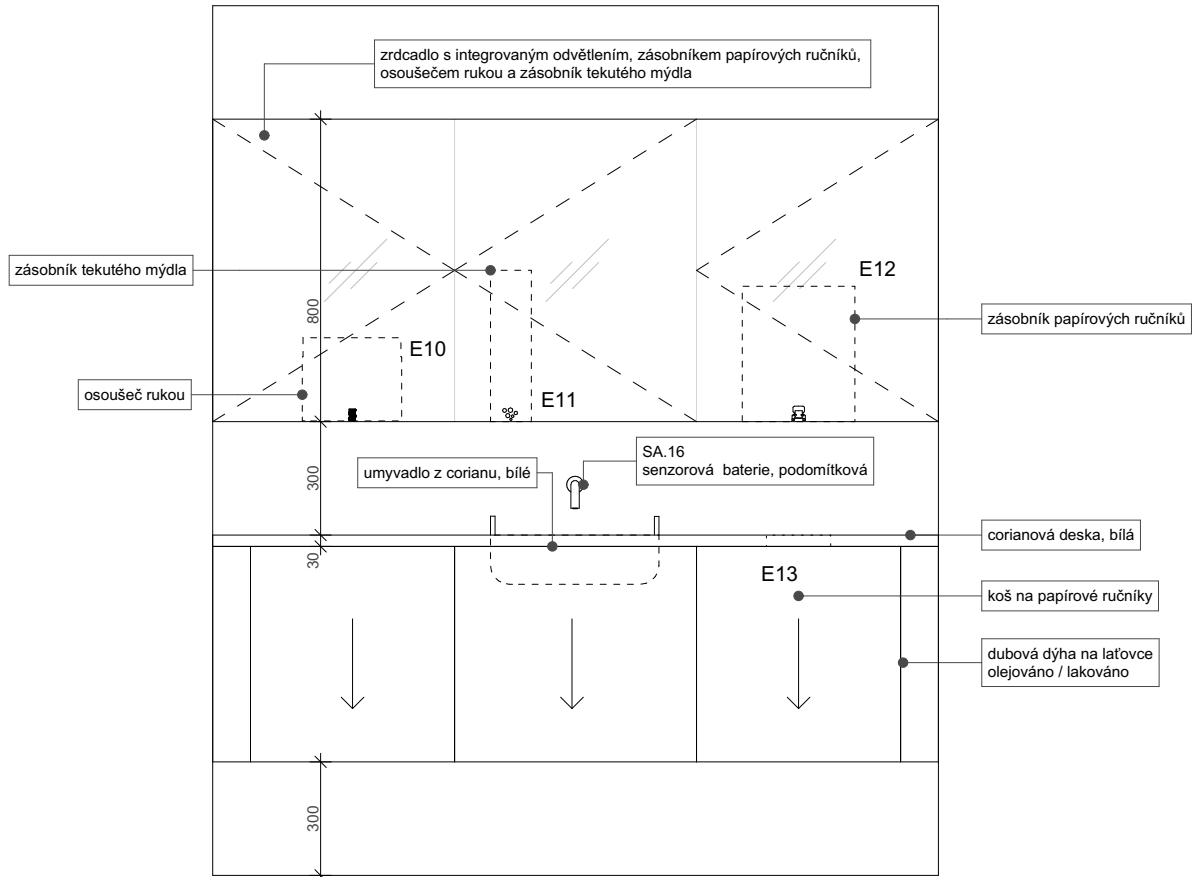 zrdcadlo s integrovaným odvětlením, zásobníkem papírových ručníků,
osoušečem rukou a zásobník tekutého mýdla
zásobník tekutého mýdla
E12
800
zásobník papírových ručníků
E10
osoušeč rukou
E11
SA.16
senzorová baterie, podomítková
umyvadlo z corianu, bílé
300
corianová deska, bílá
30
E13
koš na papírové ručníky
dubová dýha na laťovce
olejováno / lakováno
300